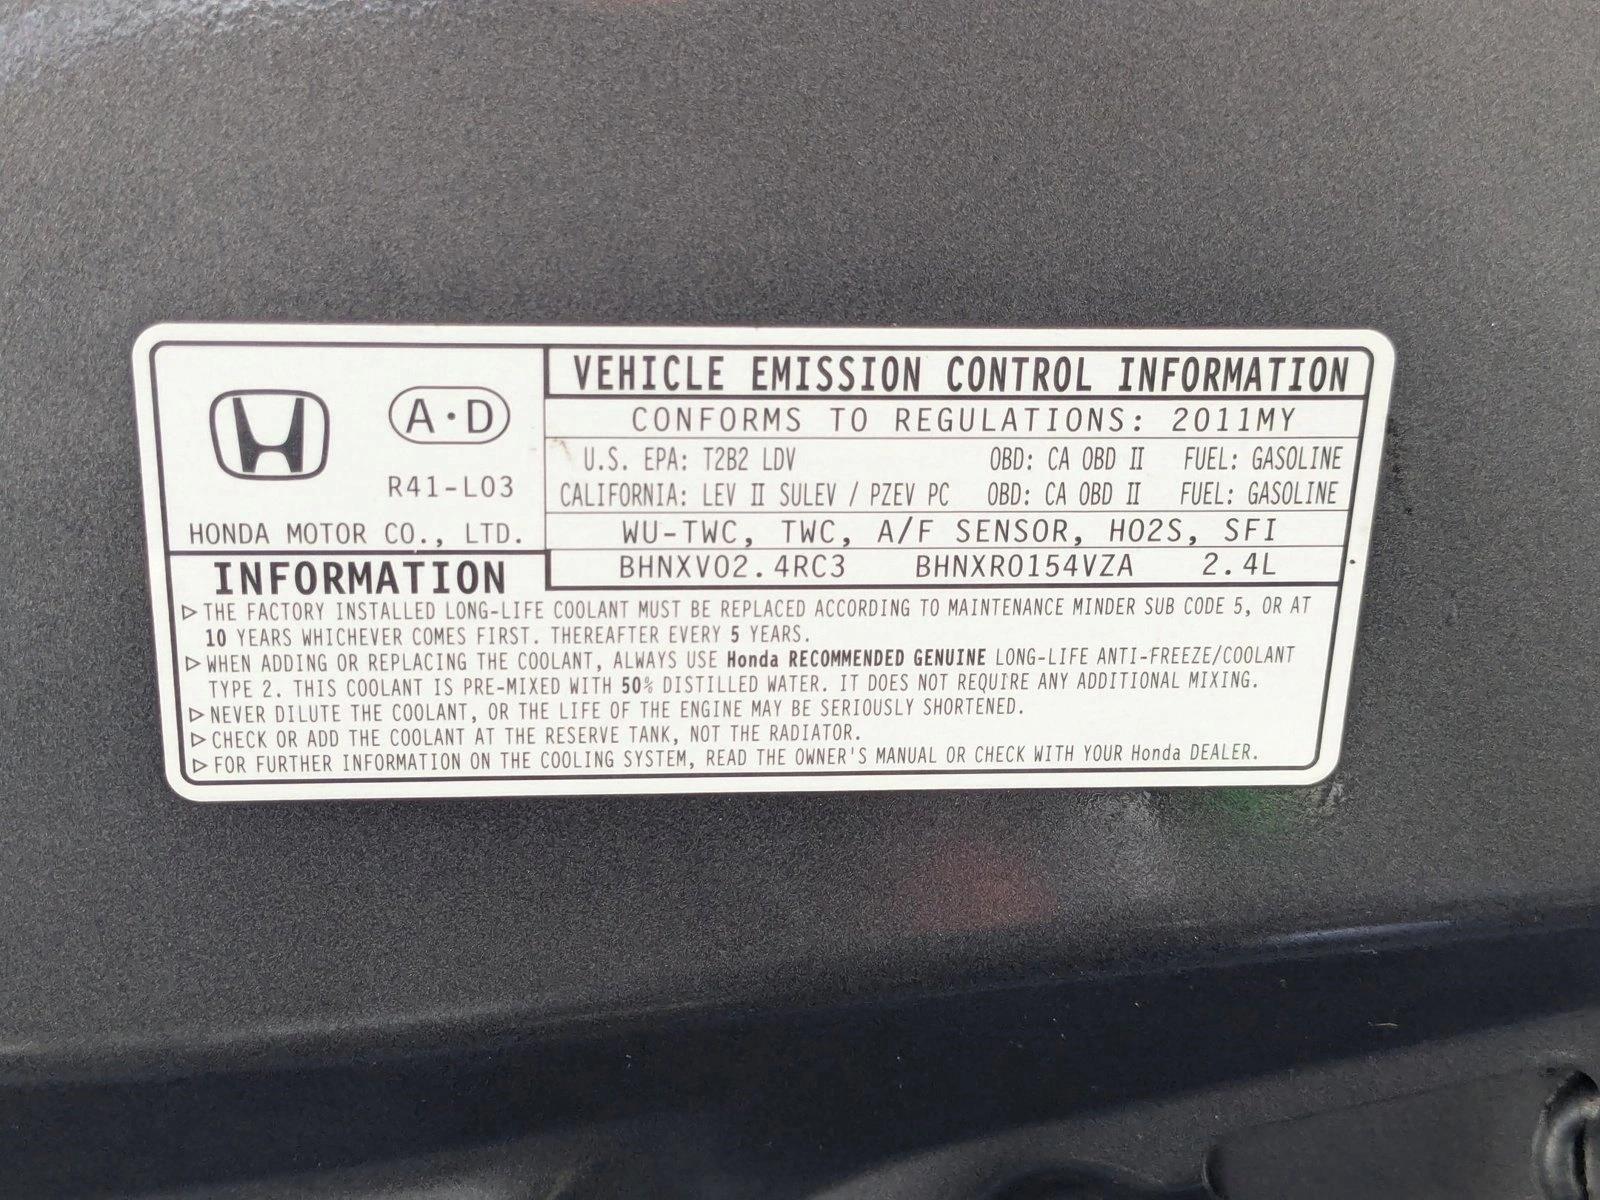 A·D
R41-L03
HONDA MOTOR CO., LTD.
VEHICLE EMISSION CONTROL INFORMATION
CONFORMS TO REGULATIONS: 2011MY
U.S. EPA: T2B2 LDV OBD: CA OBD II FUEL: GASOLINE
CALIFORNIA: LEV II SULEV / PZEV PC OBD: CA OBD II FUEL: GASOLINE
WU-TWC, TWC, A/F SENSOR, HO2S, SFI
BHNXV02.4RC3 BHNXR0154VZA 2.4L
INFORMATION
▷ THE FACTORY INSTALLED LONG-LIFE COOLANT MUST BE REPLACED ACCORDING TO MAINTENANCE MINDER SUB CODE 5, OR AT
10 YEARS WHICHEVER COMES FIRST. THEREAFTER EVERY 5 YEARS.
▷ WHEN ADDING OR REPLACING THE COOLANT, ALWAYS USE Honda RECOMMENDED GENUINE LONG-LIFE ANTI-FREEZE/COOLANT
TYPE 2. THIS COOLANT IS PRE-MIXED WITH 50% DISTILLED WATER. IT DOES NOT REQUIRE ANY ADDITIONAL MIXING.
▷ NEVER DILUTE THE COOLANT, OR THE LIFE OF THE ENGINE MAY BE SERIOUSLY SHORTENED.
▷ CHECK OR ADD THE COOLANT AT THE RESERVE TANK, NOT THE RADIATOR.
▷ FOR FURTHER INFORMATION ON THE COOLING SYSTEM, READ THE OWNER'S MANUAL OR CHECK WITH YOUR Honda DEALER.